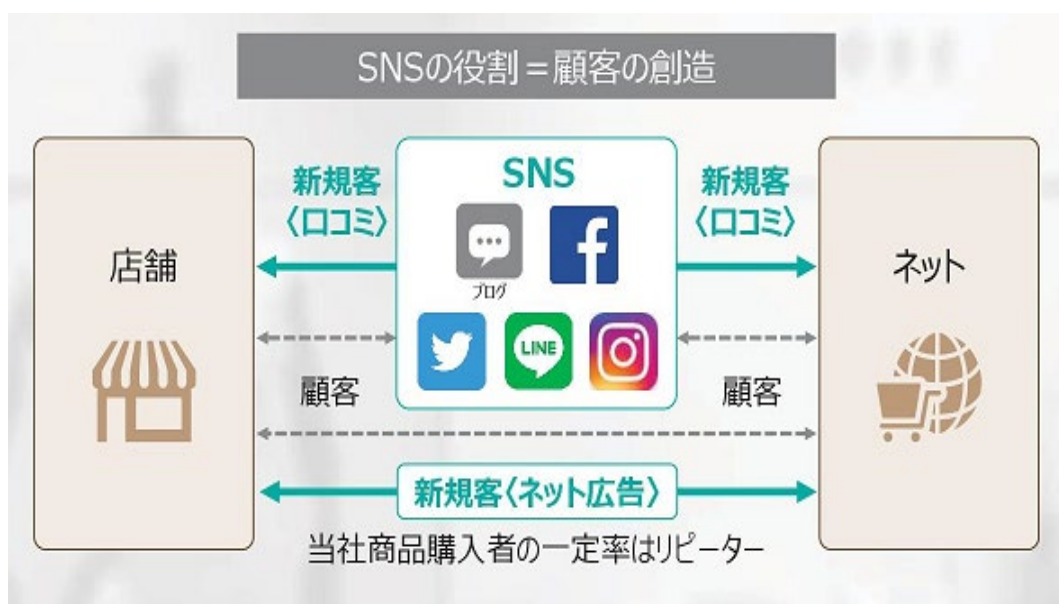 SNSの役割＝顧客の創造
店舗
新規客
〈口コミ〉
SNS
ブログ
LINE
新規客
〈口コミ〉
ネット
顧客
顧客
新規客〈ネット広告〉
当社商品購入者の一定率はリピーター